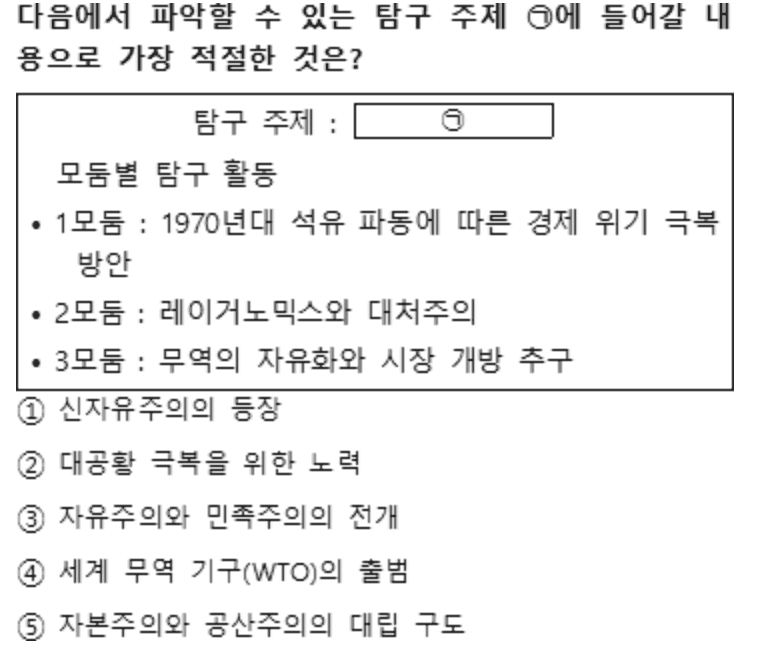 다음에서 파악할 수 있는 탐구 주제 ㉠에 들어갈 내
용으로 가장 적절한 것은?
탐구 주제 : ㉠
모둠별 탐구 활동
• 1모둠 : 1970년대 석유 파동에 따른 경제 위기 극복
방안
• 2모둠 : 레이거노믹스와 대처주의
• 3모둠 : 무역의 자유화와 시장 개방 추구
① 신자유주의의 등장
② 대공황 극복을 위한 노력
③ 자유주의와 민족주의의 전개
④ 세계 무역 기구(WTO)의 출범
⑤ 자본주의와 공산주의의 대립 구도